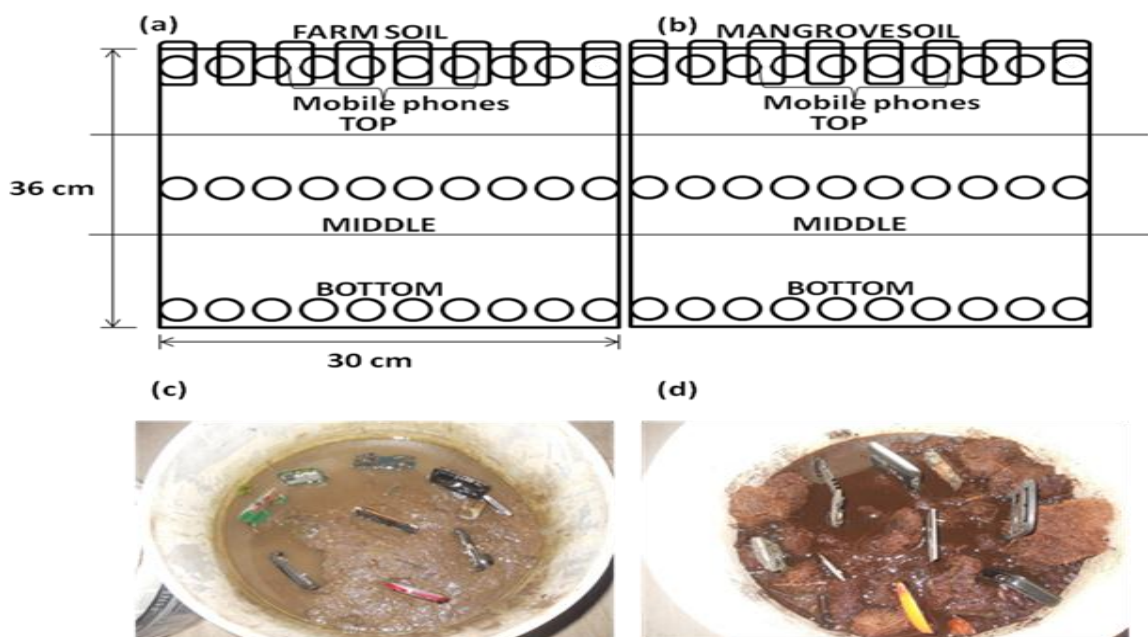 (a)
FARM SOIL
(b)
MANGROVESOIL
Mobile phones
Mobile phones
TOP
TOP
36 cm
MIDDLE
MIDDLE
BOTTOM
BOTTOM
30 cm
(c)
(d)